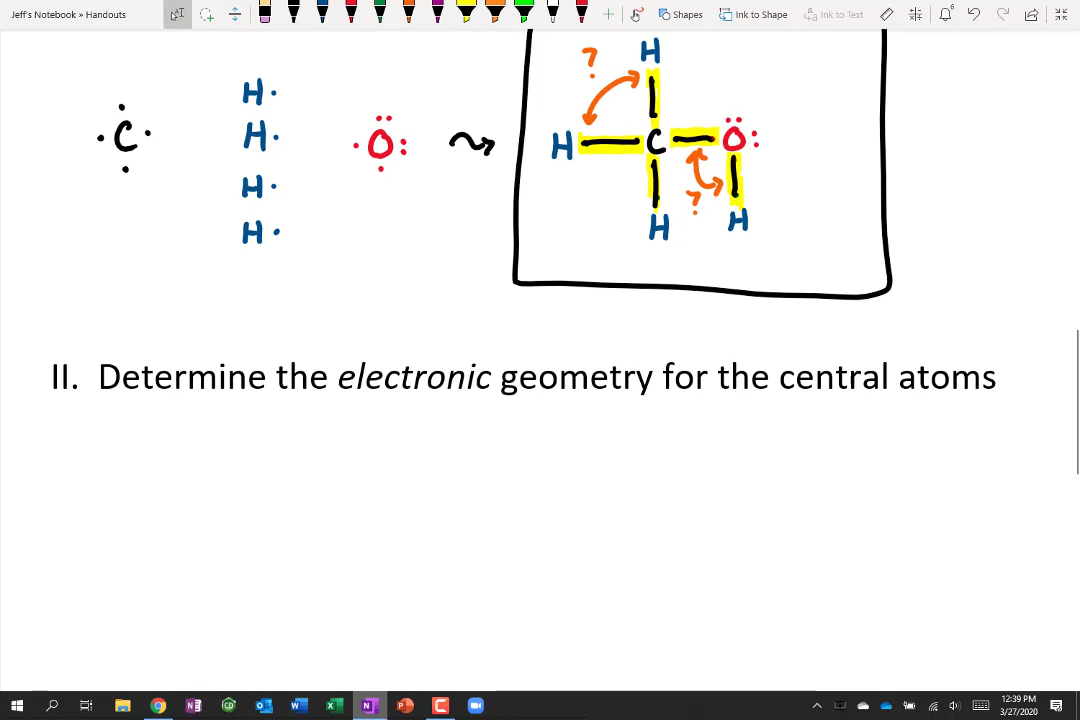 Jeff's Notebook » Handouts
Shapes
Ink to Shape
Ink to Text
6
? H
H· ·C· H· ·O: H C O:
H· ? H H
H·
II. Determine the electronic geometry for the central atoms
12:39 PM
3/27/2020